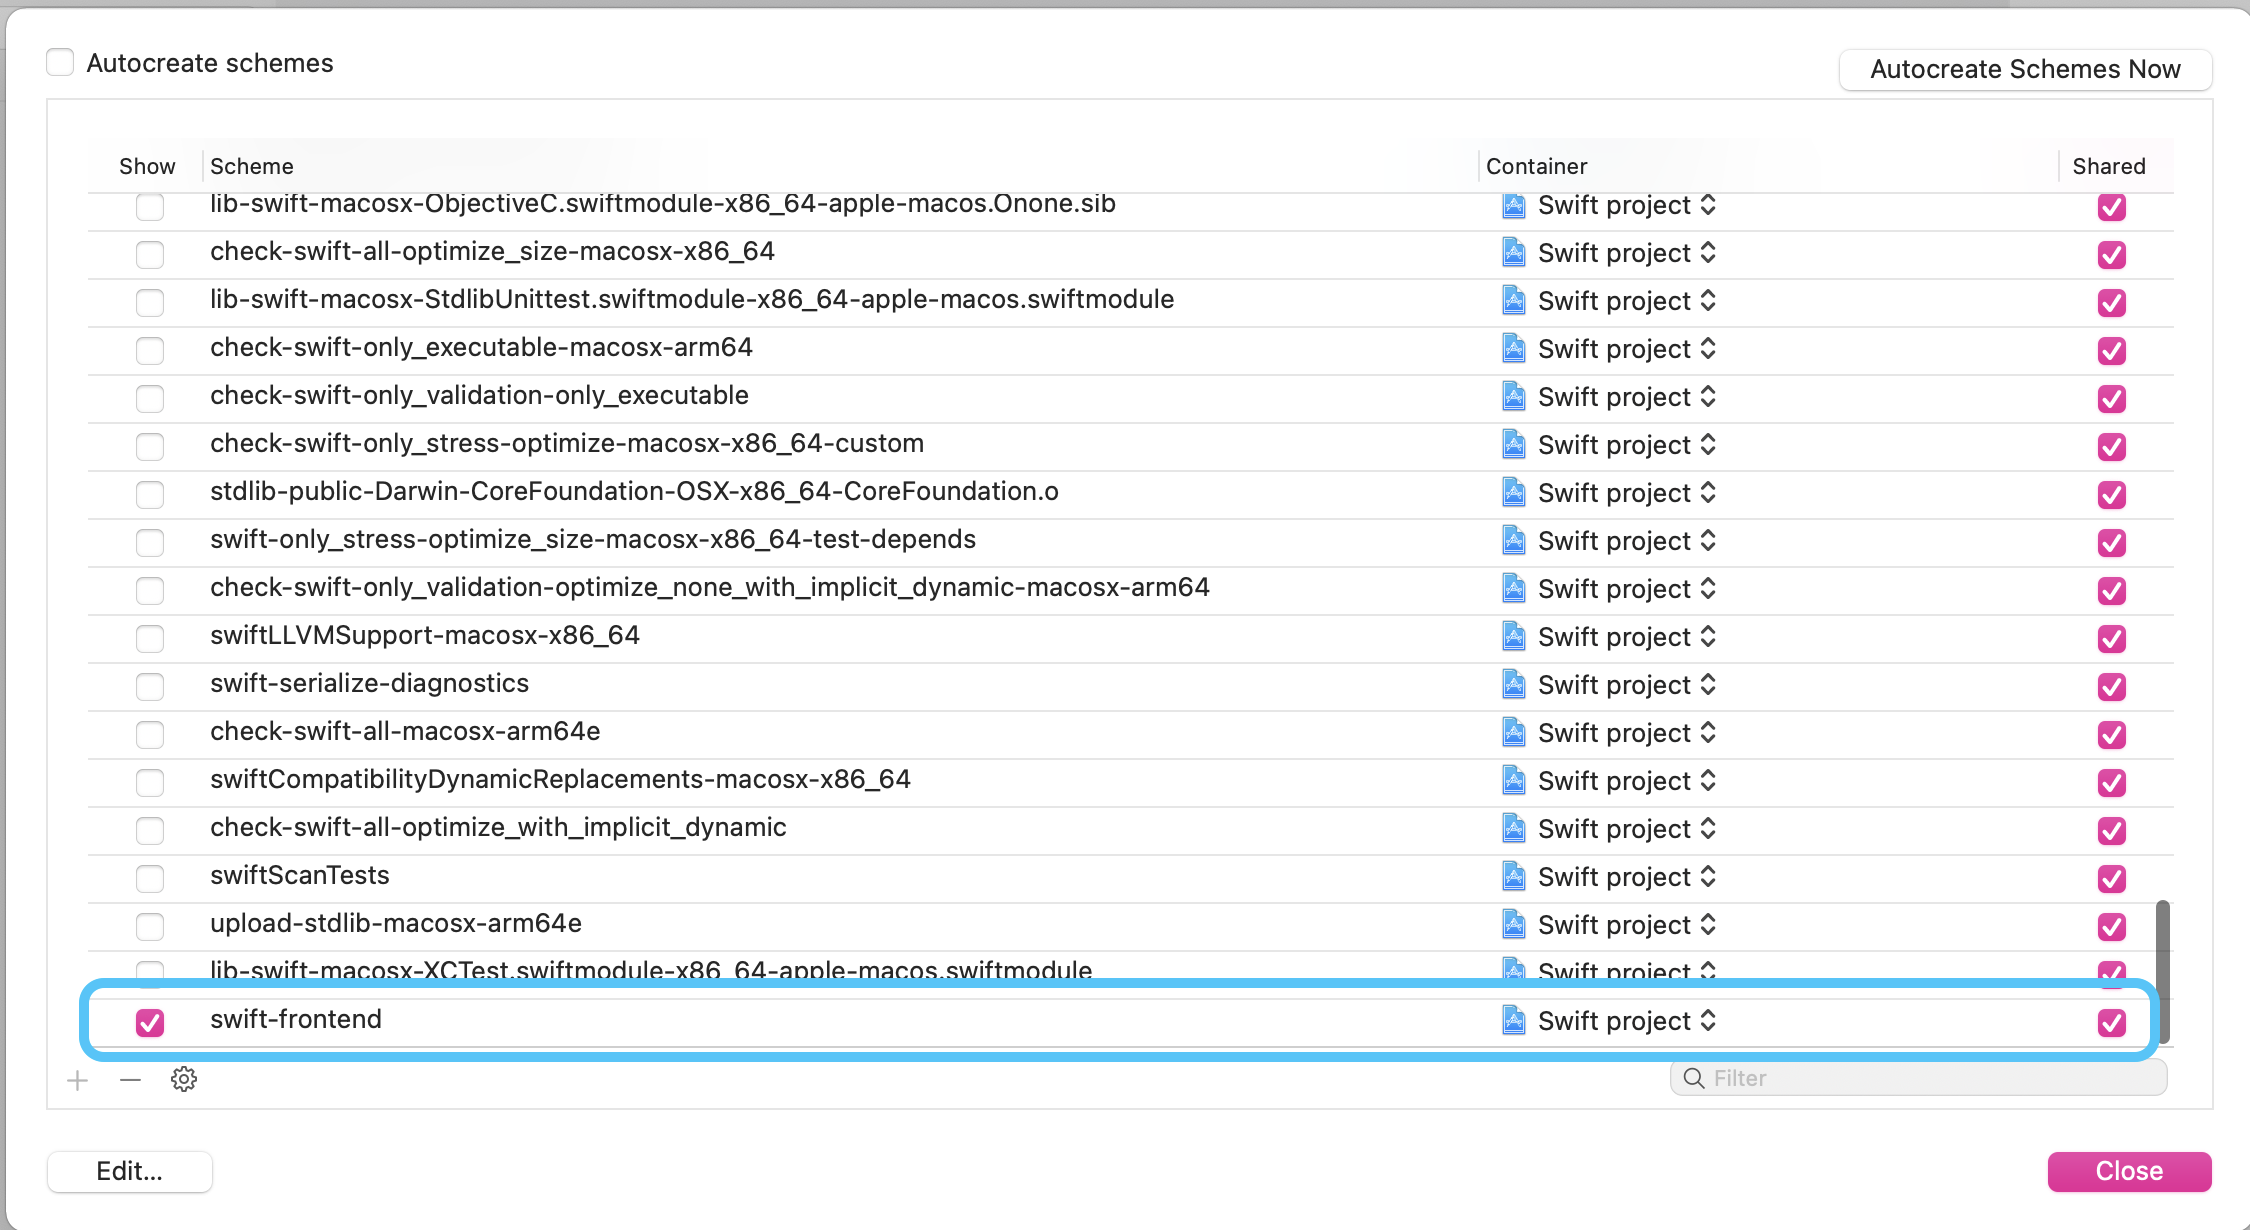 Autocreate schemes
Autocreate Schemes Now
Show Scheme Container Shared
lib-swift-macosx-ObjectiveC.swiftmodule-x86_64-apple-macos.Onone.sib Swift project
check-swift-all-optimize_size-macosx-x86_64 Swift project
lib-swift-macosx-StdlibUnittest.swiftmodule-x86_64-apple-macos.swiftmodule Swift project
check-swift-only_executable-macosx-arm64 Swift project
check-swift-only_validation-only_executable Swift project
check-swift-only_stress-optimize-macosx-x86_64-custom Swift project
stdlib-public-Darwin-CoreFoundation-OSX-x86_64-CoreFoundation.o Swift project
swift-only_stress-optimize_size-macosx-x86_64-test-depends Swift project
check-swift-only_validation-optimize_none_with_implicit_dynamic-macosx-arm64 Swift project
swiftLLVMSupport-macosx-x86_64 Swift project
swift-serialize-diagnostics Swift project
check-swift-all-macosx-arm64e Swift project
swiftCompatibilityDynamicReplacements-macosx-x86_64 Swift project
check-swift-all-optimize_with_implicit_dynamic Swift project
swiftScanTests Swift project
upload-stdlib-macosx-arm64e Swift project
lib-swift-macosx-XCTest.swiftmodule-x86_64-apple-macos.swiftmodule Swift project
swift-frontend Swift project
Filter
Edit...
Close